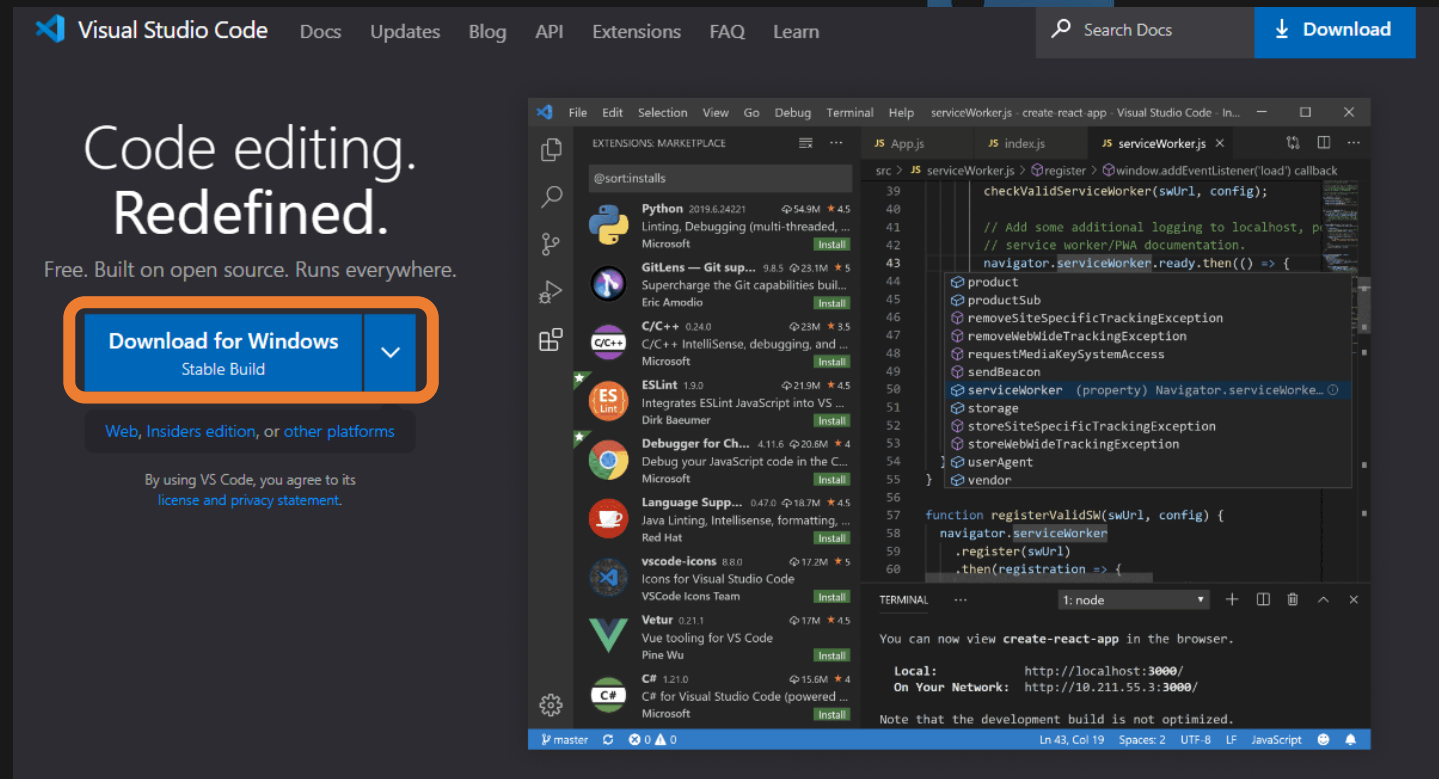 Visual Studio Code Docs Updates Blog API Extensions FAQ Learn Search Docs Download
Code editing.
Redefined.
Free. Built on open source. Runs everywhere.
Download for Windows
Stable Build
Web, Insiders edition, or other platforms
By using VS Code, you agree to its
license and privacy statement.
File Edit Selection View Go Debug Terminal Help serviceWorker.js - create-react-app - Visual Studio Code - In...
EXTENSIONS: MARKETPLACE
@sort:installs
Python 2019.6.24221 54.9M 4.5
Linting, Debugging (multi-threaded, ...
Microsoft Install
GitLens — Git sup... 9.8.5 23.1M 5
Supercharge the Git capabilities buil...
Eric Amodio Install
C/C++ 0.24.0 23M 3.5
C/C++ IntelliSense, debugging, and ...
Microsoft Install
C/C++
ESLint 1.9.0 21.9M 4.5
Integrates ESLint JavaScript into VS ...
Dirk Baeumer Install
ES
Lint
Debugger for Ch... 4.11.6 20.6M 4
Debug your JavaScript code in the C...
Microsoft Install
Language Supp... 0.47.0 18.7M 4.5
Java Linting, Intellisense, formatting, ...
Red Hat Install
vscode-icons 8.8.0 17.2M 5
Icons for Visual Studio Code
VSCode Icons Team Install
Vetur 0.21.1 17M 4.5
Vue tooling for VS Code
Pine Wu Install
C# 1.21.0 15.6M 4
C# for Visual Studio Code (powered ...
Microsoft Install
C#
JS App.js JS index.js JS serviceWorker.js
src > JS serviceWorker.js > register > window.addEventListener('load') callback
39 checkValidServiceWorker(swUrl, config);
40
41 // Add some additional logging to localhost, p
42 // service worker/PWA documentation.
43 navigator.serviceWorker.ready.then(() => {
44 product
45 productSub
46 removeSiteSpecificTrackingException
47 removeWebWideTrackingException
48 requestMediaKeySystemAccess
49 sendBeacon
50 serviceWorker (property) Navigator.serviceWorke...
51 storage
52 storeSiteSpecificTrackingException
53 storeWebWideTrackingException
54 } userAgent
55 } vendor
56
57 function registerValidSW(swUrl, config) {
58 navigator.serviceWorker
59 .register(swUrl)
60 .then(registration => {
TERMINAL ... 1: node
You can now view create-react-app in the browser.
Local: http://localhost:3000/
On Your Network: http://10.211.55.3:3000/
Note that the development build is not optimized.
master 0 0 Ln 43, Col 19 Spaces: 2 UTF-8 LF JavaScript